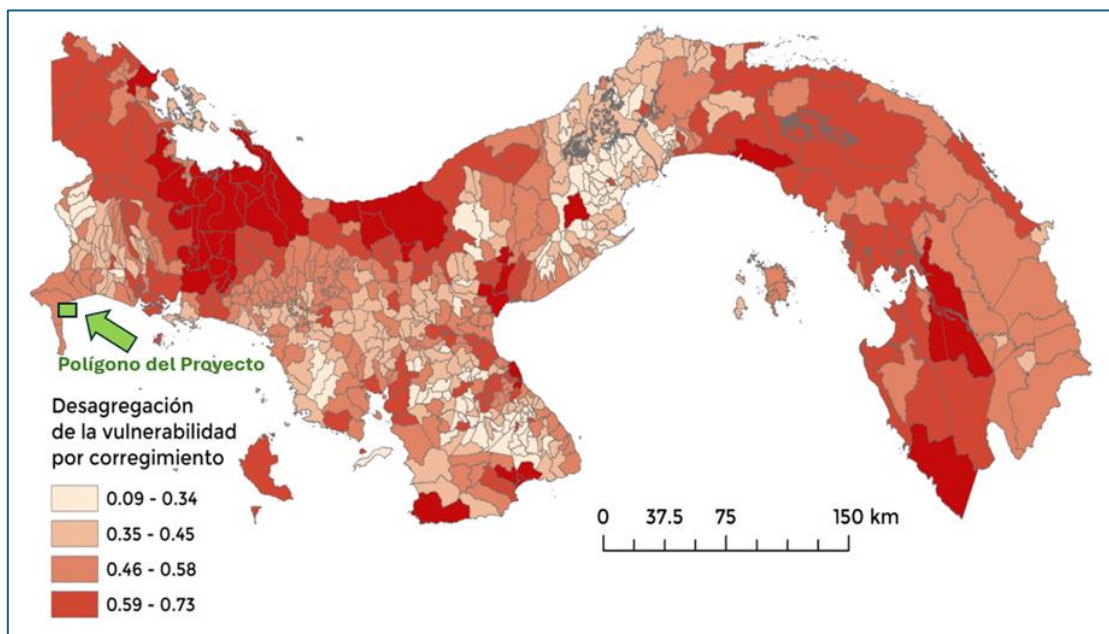 Polígono del Proyecto
Desagregación
de la vulnerabilidad
por corregimiento
0.09 - 0.34
0.35 - 0.45
0.46 - 0.58
0.59 - 0.73
0 37.5 75 150 km